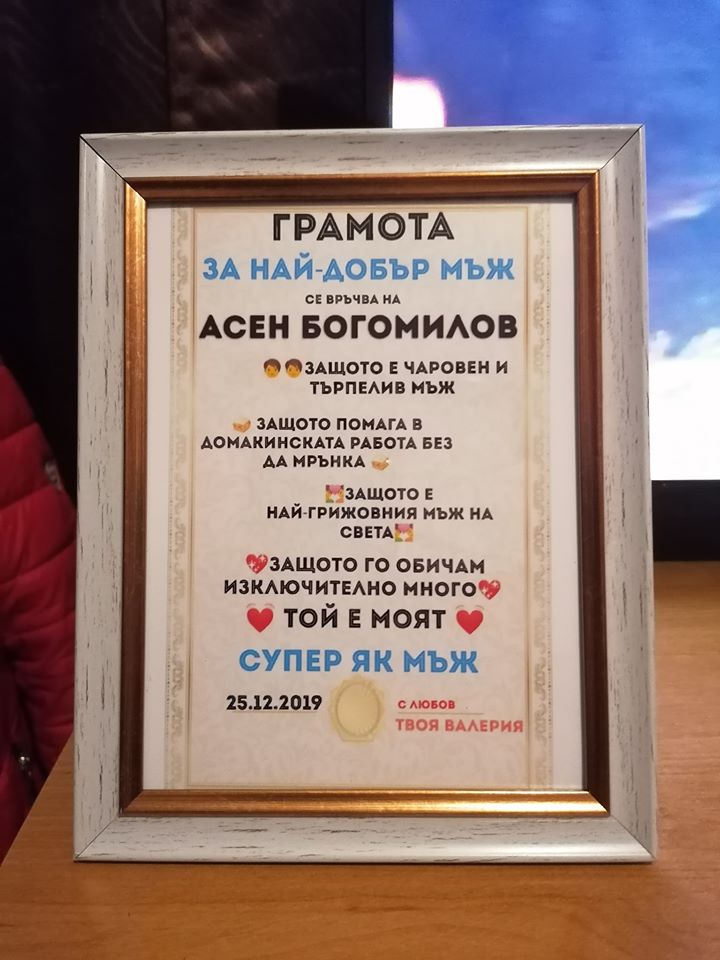 ГРАМОТА
ЗА НАЙ-ДОБЪР МЪЖ
СЕ ВРЪЧВА НА
АСЕН БОГОМИЛОВ
ЗАЩОТО Е ЧАРОВЕН И
ТЪРПЕЛИВ МЪЖ
ЗАЩОТО ПОМАГА В
ДОМАКИНСКАТА РАБОТА БЕЗ
ДА МРЪНКА
ЗАЩОТО Е
НАЙ-ГРИЖОВНИЯ МЪЖ НА
СВЕТА
ЗАЩОТО ГО ОБИЧАМ
ИЗКЛЮЧИТЕЛНО МНОГО
ТОЙ Е МОЯТ
СУПЕР ЯК МЪЖ
25.12.2019
С ЛЮБОВ
ТВОЯ ВАЛЕРИЯ